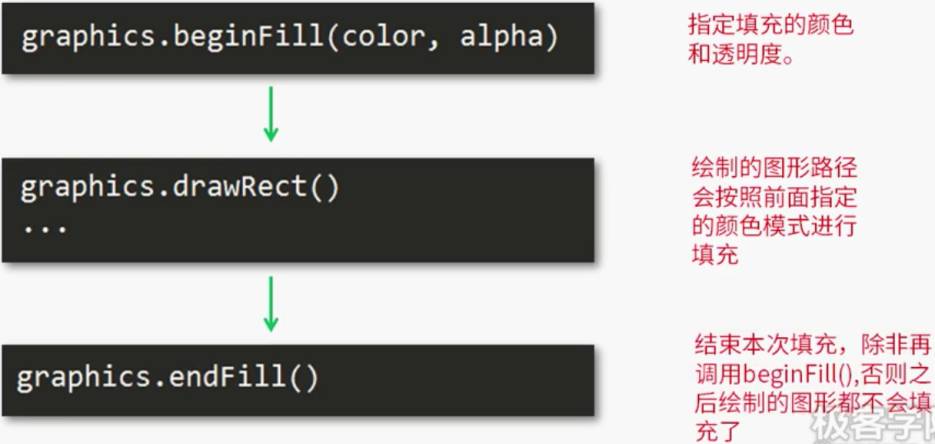 graphics.beginFill(color, alpha)
指定填充的颜色
和透明度。
graphics.drawRect()
...
绘制的图形路径
会按照前面指定
的颜色模式进行
填充
graphics.endFill()
结束本次填充，除非再
调用beginFill(),否则之
后绘制的图形都不会填
充了
极客学